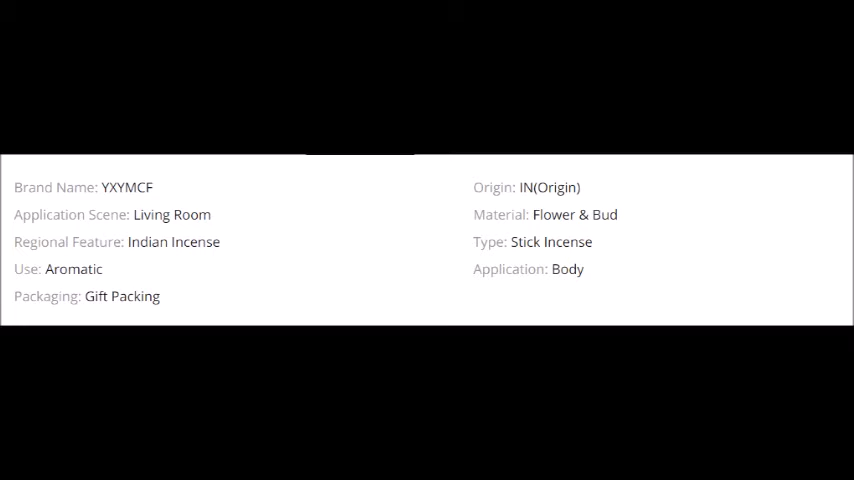 Brand Name: YXYMCF
Origin: IN(Origin)
Application Scene: Living Room
Material: Flower & Bud
Regional Feature: Indian Incense
Type: Stick Incense
Use: Aromatic
Application: Body
Packaging: Gift Packing